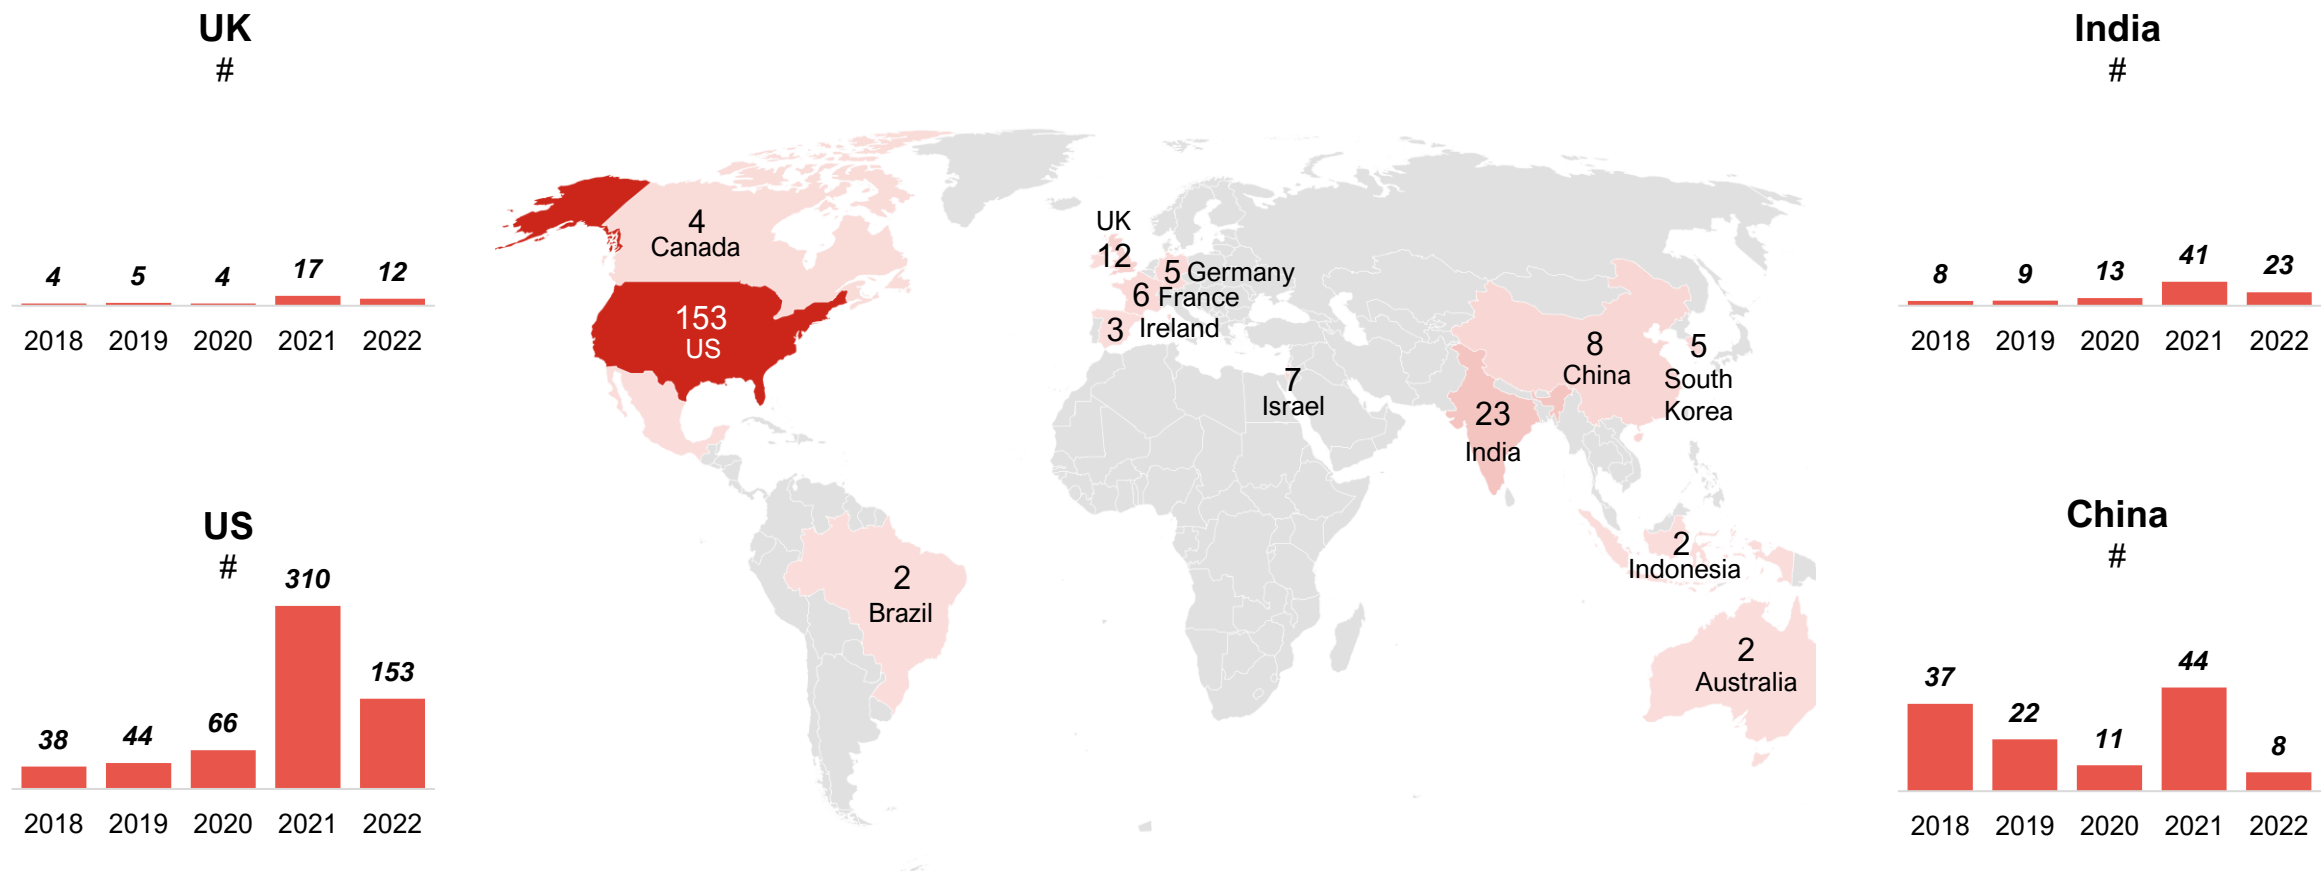 UK
#
4 5 4 17 12
2018 2019 2020 2021 2022
US
#
38 44 66 310 153
2018 2019 2020 2021 2022
4
Canada
153
US
2
Brazil
UK
12
5 Germany
6 France
3 Ireland
7
Israel
23
India
8
China
5
South
Korea
2
Indonesia
2
Australia
India
#
8 9 13 41 23
2018 2019 2020 2021 2022
China
#
37 22 11 44 8
2018 2019 2020 2021 2022